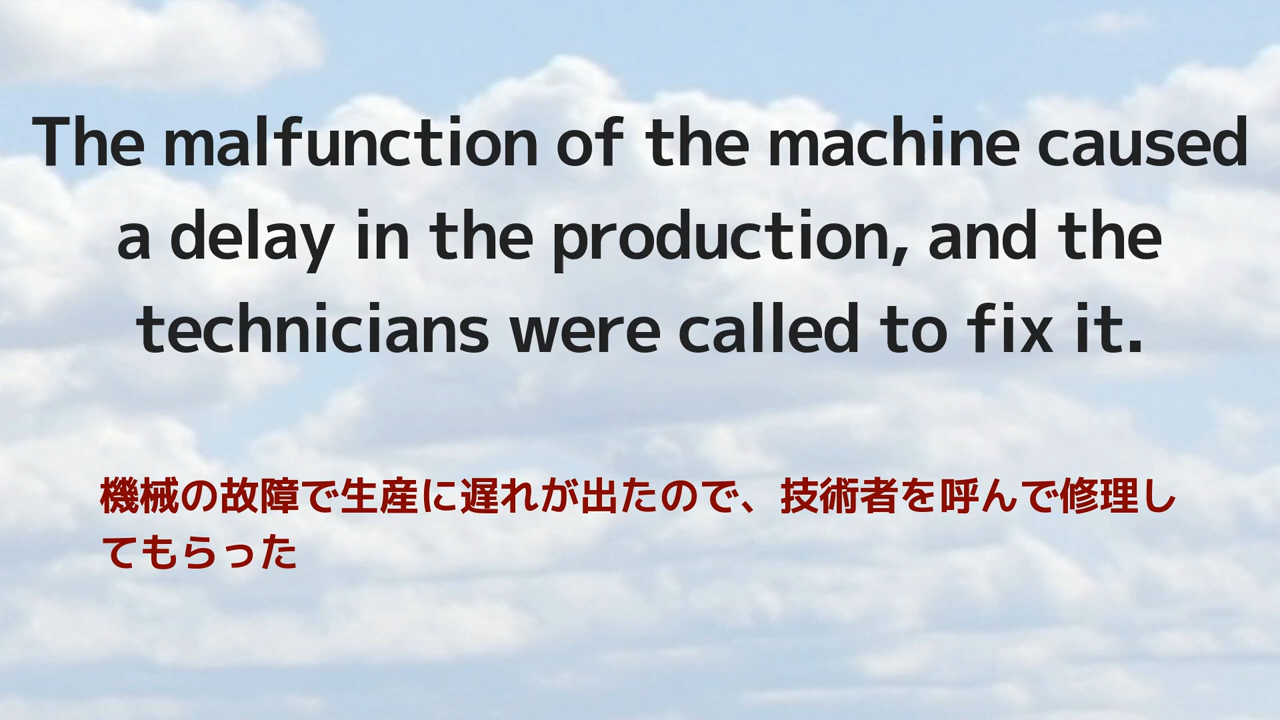 The malfunction of the machine caused
a delay in the production, and the
technicians were called to fix it.
機械の故障で生産に遅れが出たので、技術者を呼んで修理し
てもらった